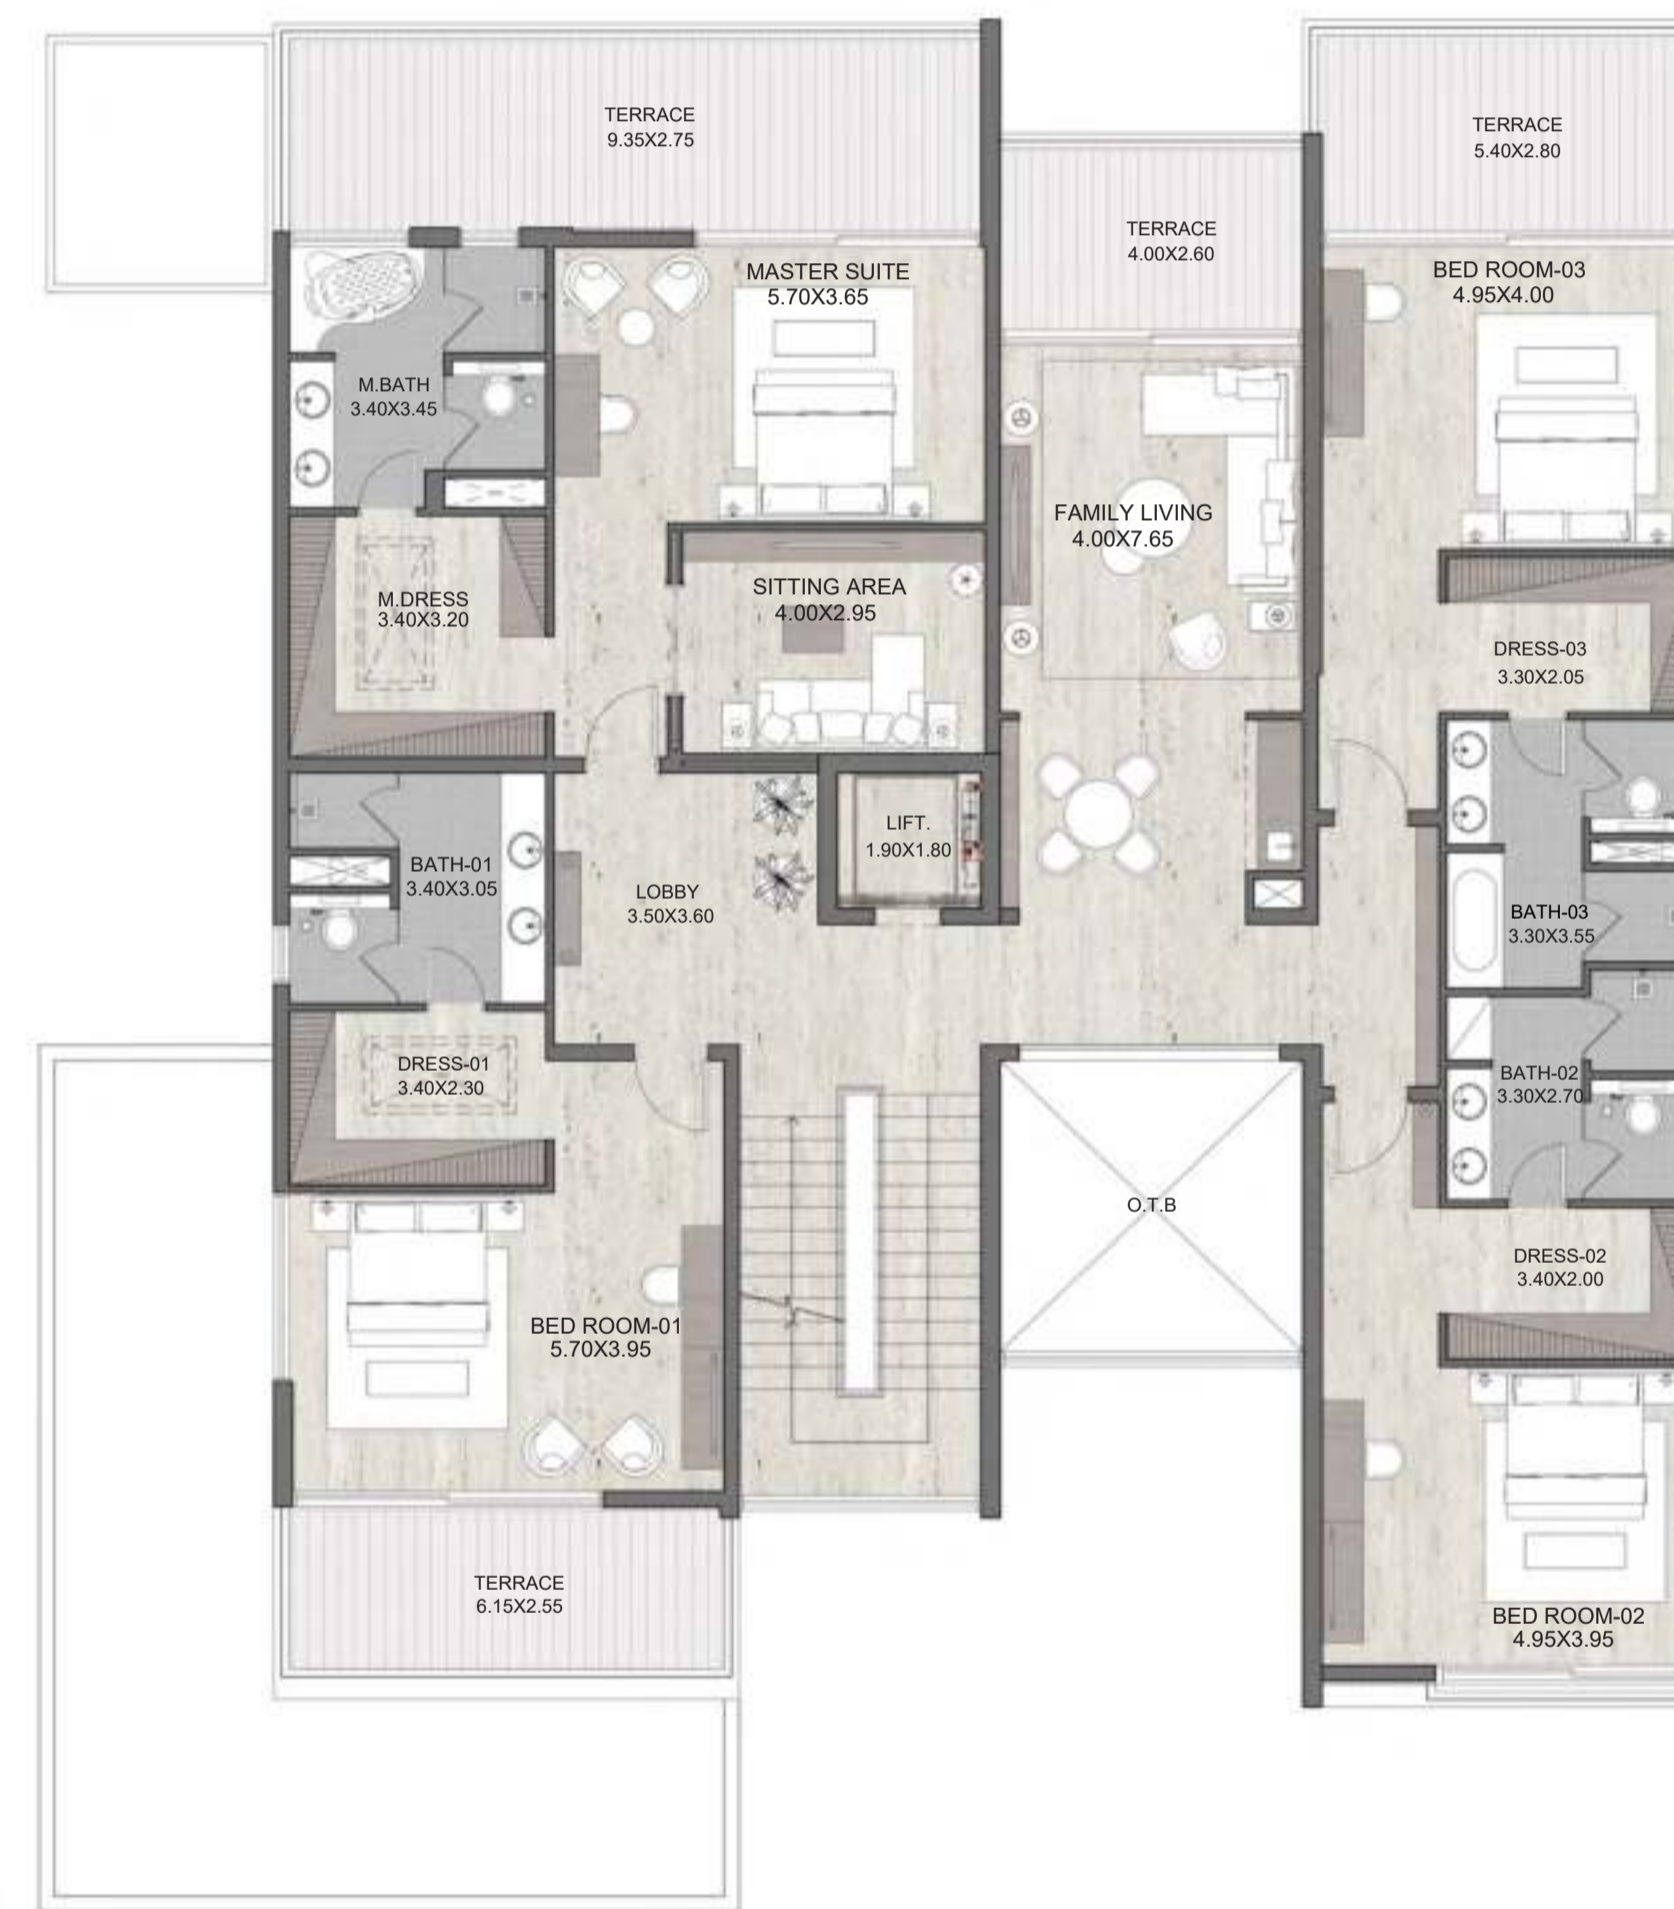 TERRACE
9.35X2.75
TERRACE
5.40X2.80
TERRACE
4.00X2.60
MASTER SUITE
5.70X3.65
BED ROOM-03
4.95X4.00
M.BATH
3.40X3.45
FAMILY LIVING
4.00X7.65
SITTING AREA
4.00X2.95
M.DRESS
3.40X3.20
DRESS-03
3.30X2.05
LIFT.
1.90X1.80
BATH-01
3.40X3.05
LOBBY
3.50X3.60
BATH-03
3.30X3.55
DRESS-01
3.40X2.30
BATH-02
3.30X2.70
O.T.B
DRESS-02
3.40X2.00
BED ROOM-01
5.70X3.95
TERRACE
6.15X2.55
BED ROOM-02
4.95X3.95